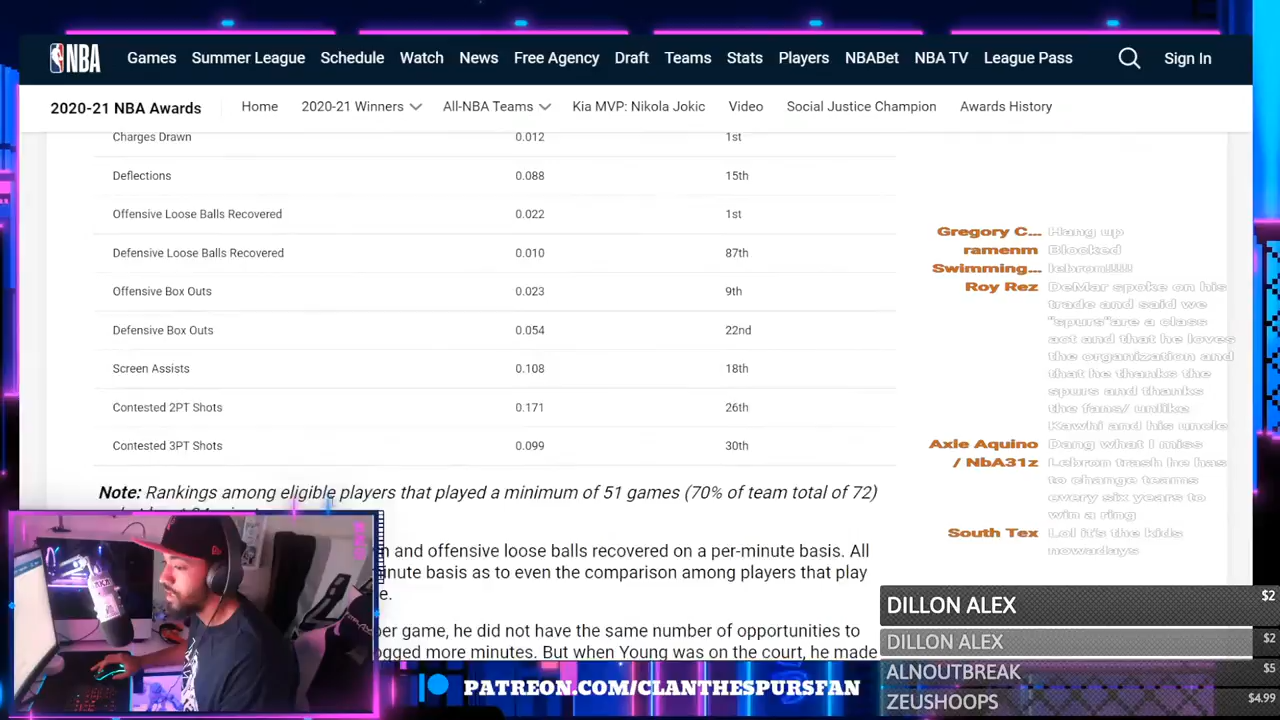 NBA Games Summer League Schedule Watch News Free Agency Draft Teams Stats Players NBABet NBA TV League Pass Sign In
2020-21 NBA Awards Home 2020-21 Winners All-NBA Teams Kia MVP: Nikola Jokic Video Social Justice Champion Awards History
Charges Drawn 0.012 1st
Deflections 0.088 15th
Offensive Loose Balls Recovered 0.022 1st
Defensive Loose Balls Recovered 0.010 87th
Offensive Box Outs 0.023 9th
Defensive Box Outs 0.054 22nd
Screen Assists 0.108 18th
Contested 2PT Shots 0.171 26th
Contested 3PT Shots 0.099 30th
Note: Rankings among eligible players that played a minimum of 51 games (70% of team total of 72)
n and offensive loose balls recovered on a per-minute basis. All
inute basis as to even the comparison among players that play
e.
per game, he did not have the same number of opportunities to
ogged more minutes. But when Young was on the court, he made
Gregory C... Hang up
ramenm Blocked
Swimming... lebron!!!!!
Roy Rez DeMar spoke on his
trade and said we
"spurs"are a class
act and that he loves
the organization and
that he thanks the
spurs and thanks
the fans/ unlike
Kawhi and his uncle
Axle Aquino Dang what I miss
/ NbA31z Lebron trash he has
to change teams
every six years to
win a ring
South Tex Lol it's the kids
nowadays
DILLON ALEX $2
DILLON ALEX $2
ALNOUTBREAK $5
ZEUSHOOPS $4.99
PATREON.COM/CLANTHESPURSFAN